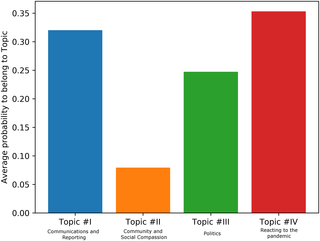 Average probability to belong to Topic
0.35
0.30
0.25
0.20
0.15
0.10
0.05
0.00
Topic #I
Topic #II
Topic #III
Topic #IV
Communications and
Reporting
Community and
Social Compassion
Politics
Reacting to the
pandemic